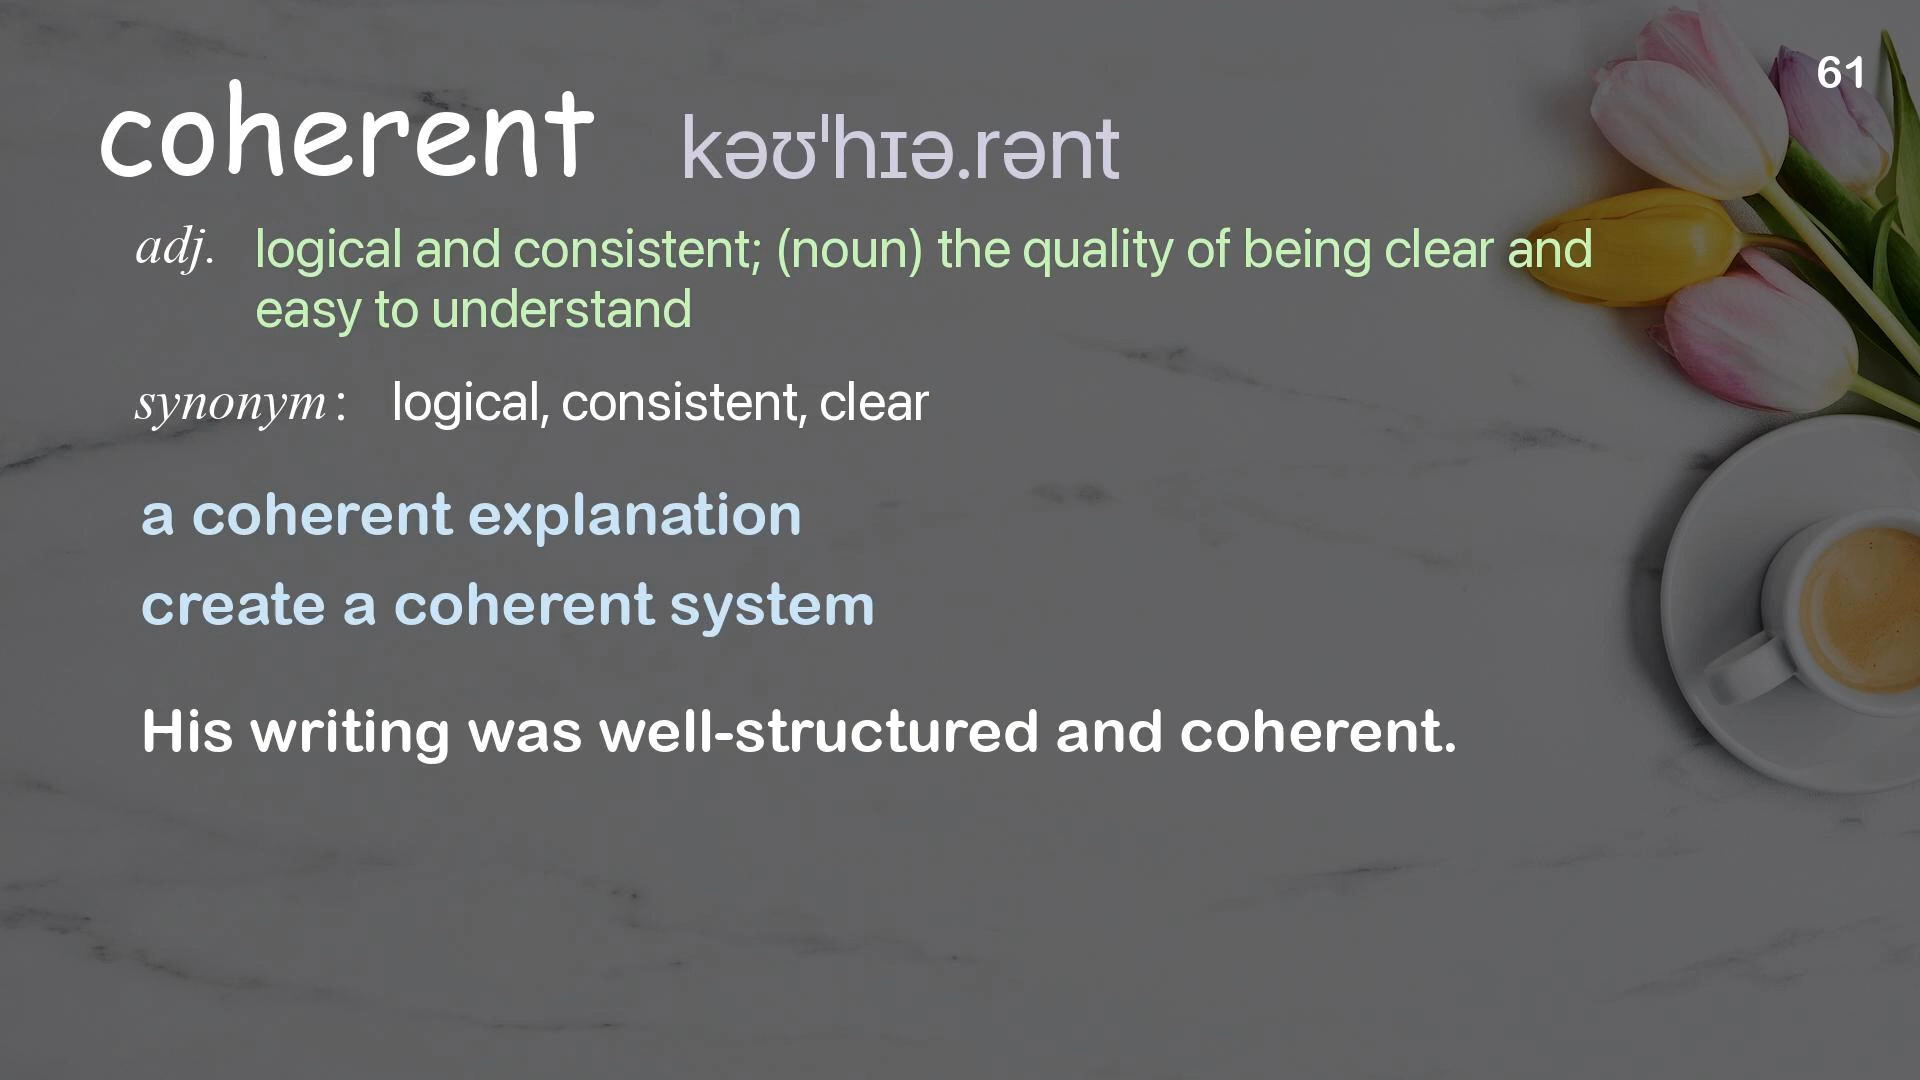 61
coherent kəʊˈhɪə.rənt
adj. logical and consistent; (noun) the quality of being clear and
easy to understand
synonym: logical, consistent, clear
a coherent explanation
create a coherent system
His writing was well-structured and coherent.